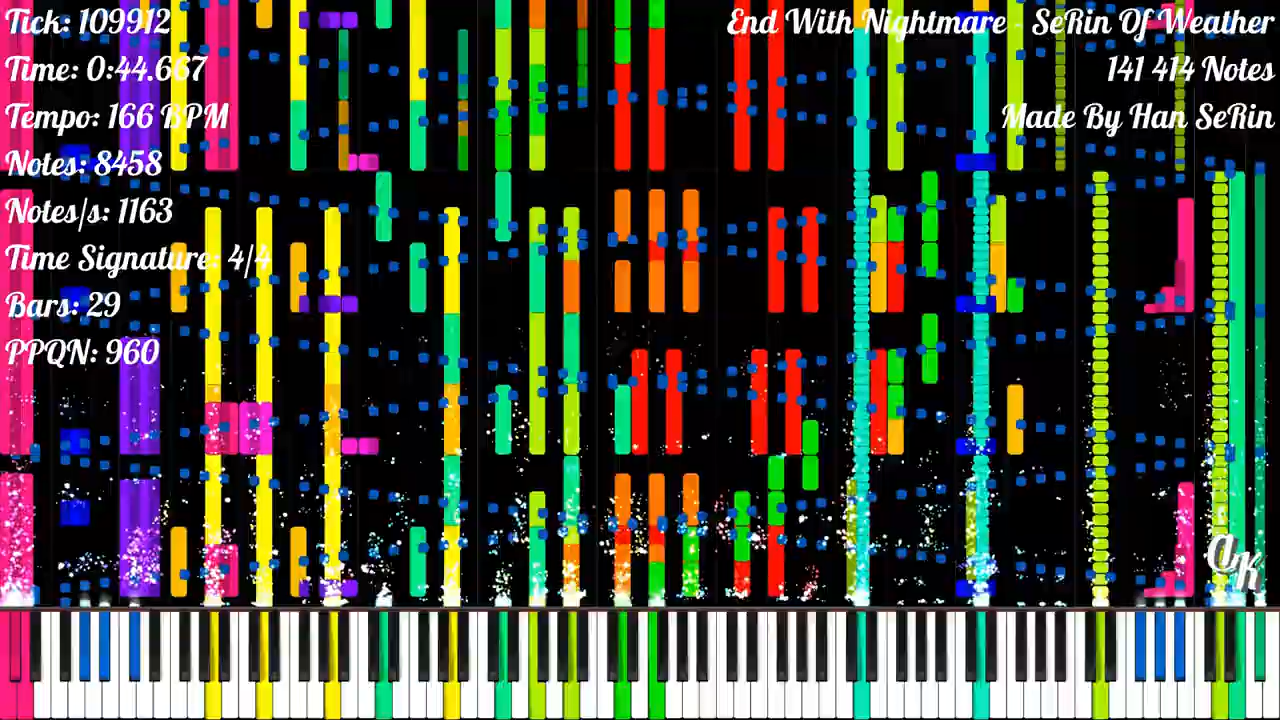 Tick: 109912
Time: 0:44.667
Tempo: 166 BPM
Notes: 8458
Notes/s: 1163
Time Signature: 4/4
Bars: 29
PPQN: 960
End With Nightmare - SeRin Of Weather
141 414 Notes
Made By Han SeRin